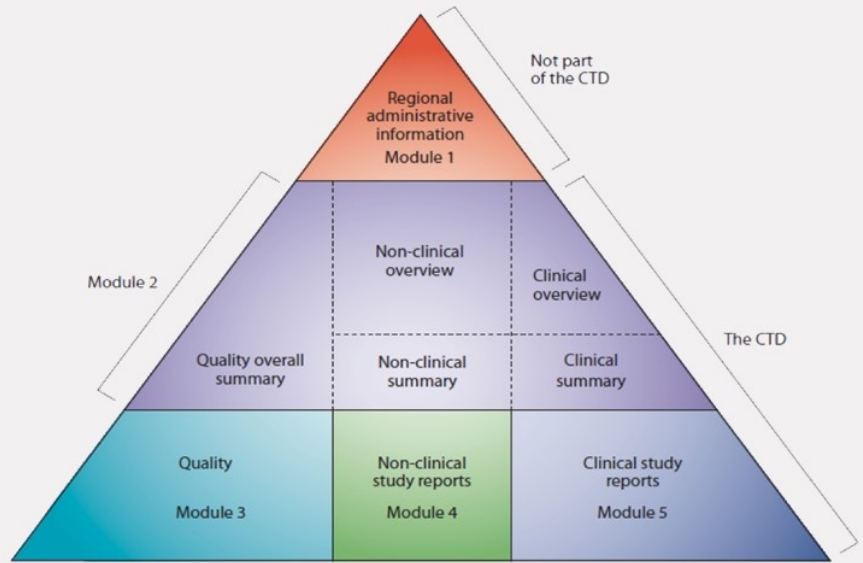 Not part
of the CTD
Regional
administrative
information
Module 1
Module 2
Non-clinical
overview
Clinical
overview
The CTD
Quality overall
summary
Non-clinical
summary
Clinical
summary
Quality
Module 3
Non-clinical
study reports
Module 4
Clinical study
reports
Module 5